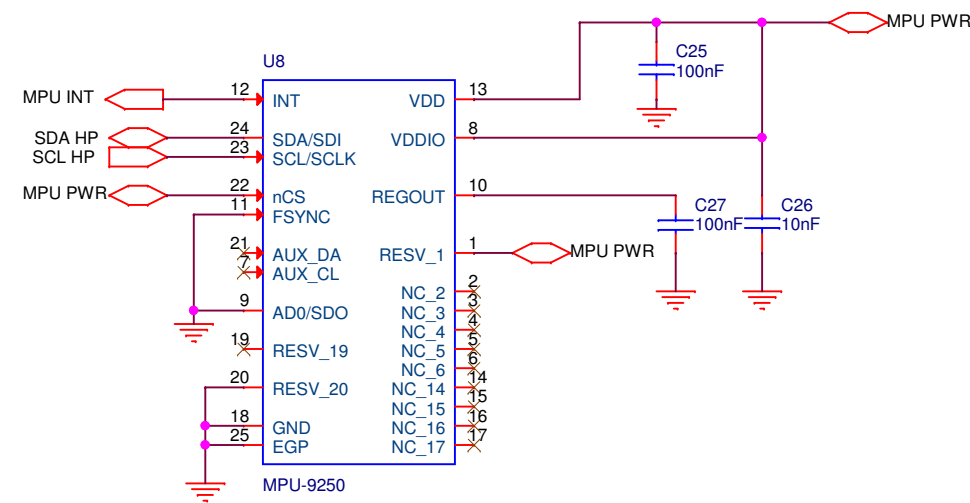 MPU PWR
C25
100nF
U8
MPU INT
12
INT
VDD
13
SDA HP
24
SDA/SDI
VDDIO
8
SCL HP
23
SCL/SCLK
MPU PWR
22
nCS
REGOUT
10
11
FSYNC
C27
100nF
C26
10nF
21
AUX_DA
RESV_1
1
MPU PWR
7
AUX_CL
NC_2
2
9
AD0/SDO
NC_3
3
NC_4
4
19
RESV_19
NC_5
5
NC_6
6
20
RESV_20
NC_14
14
NC_15
15
18
GND
NC_16
16
25
EGP
NC_17
17
MPU-9250